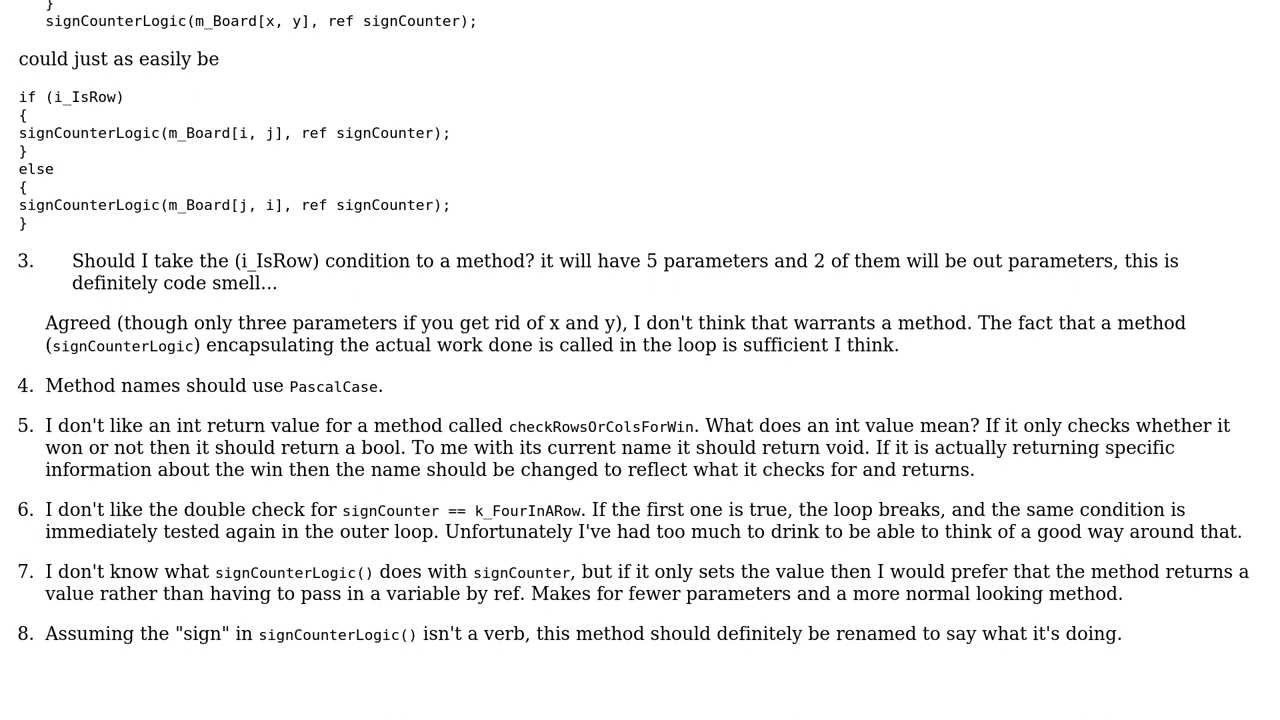 }
signCounterLogic(m_Board[x, y], ref signCounter);
could just as easily be
if (i_IsRow)
{
signCounterLogic(m_Board[i, j], ref signCounter);
}
else
{
signCounterLogic(m_Board[j, i], ref signCounter);
}
3. Should I take the (i_IsRow) condition to a method? it will have 5 parameters and 2 of them will be out parameters, this is
definitely code smell...
Agreed (though only three parameters if you get rid of x and y), I don't think that warrants a method. The fact that a method
(signCounterLogic) encapsulating the actual work done is called in the loop is sufficient I think.
4. Method names should use PascalCase.
5. I don't like an int return value for a method called checkRowsOrColsForWin. What does an int value mean? If it only checks whether it
won or not then it should return a bool. To me with its current name it should return void. If it is actually returning specific
information about the win then the name should be changed to reflect what it checks for and returns.
6. I don't like the double check for signCounter == k_FourInARow. If the first one is true, the loop breaks, and the same condition is
immediately tested again in the outer loop. Unfortunately I've had too much to drink to be able to think of a good way around that.
7. I don't know what signCounterLogic() does with signCounter, but if it only sets the value then I would prefer that the method returns a
value rather than having to pass in a variable by ref. Makes for fewer parameters and a more normal looking method.
8. Assuming the "sign" in signCounterLogic() isn't a verb, this method should definitely be renamed to say what it's doing.